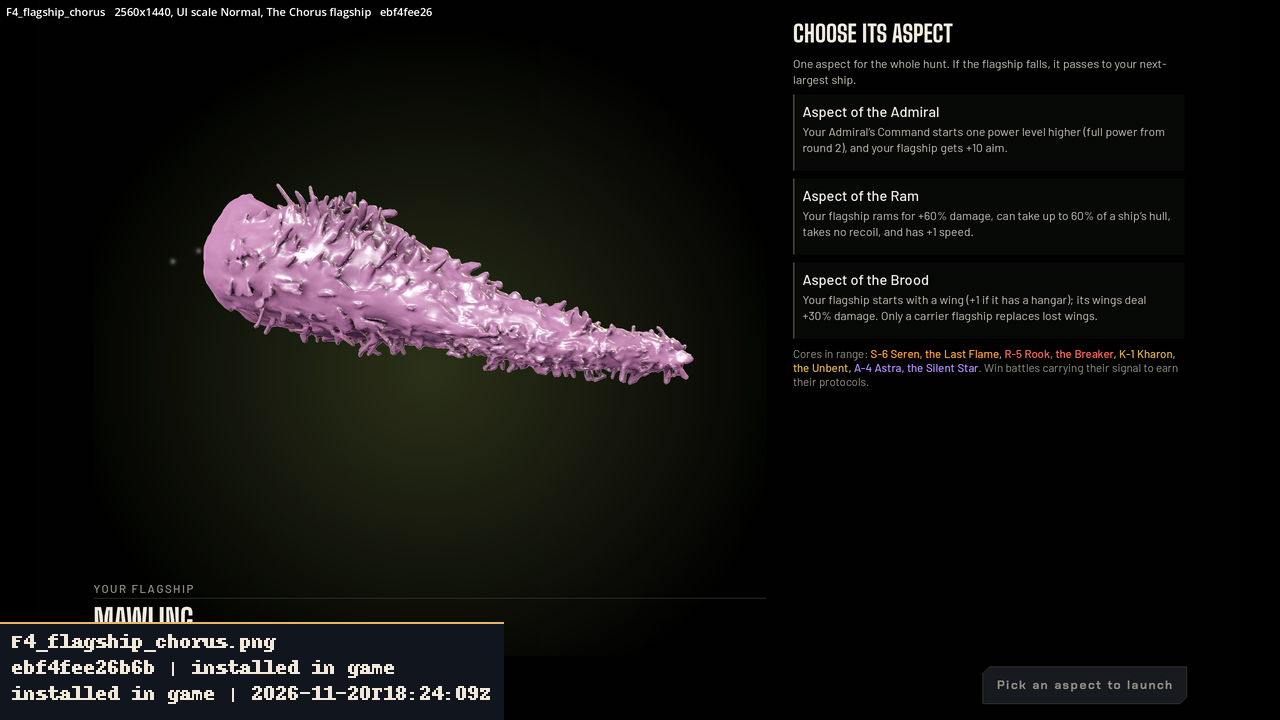 F4_flagship_chorus 2560x1440, UI scale Normal, The Chorus flagship ebf4fee26
CHOOSE ITS ASPECT
One aspect for the whole hunt. If the flagship falls, it passes to your next-
largest ship.
Aspect of the Admiral
Your Admiral's Command starts one power level higher (full power from
round 2), and your flagship gets +10 aim.
Aspect of the Ram
Your flagship rams for +60% damage, can take up to 60% of a ship's hull,
takes no recoil, and has +1 speed.
Aspect of the Brood
Your flagship starts with a wing (+1 if it has a hangar); its wings deal
+30% damage. Only a carrier flagship replaces lost wings.
Cores in range: S-6 Seren, the Last Flame, R-5 Rook, the Breaker, K-1 Kharon,
the Unbent, A-4 Astra, the Silent Star. Win battles carrying their signal to earn
their protocols.
YOUR FLAGSHIP
MAWLING
F4_flagship_chorus.png
ebf4fee26b6b | installed in game
installed in game | 2026-11-20T18:24:09Z
Pick an aspect to launch